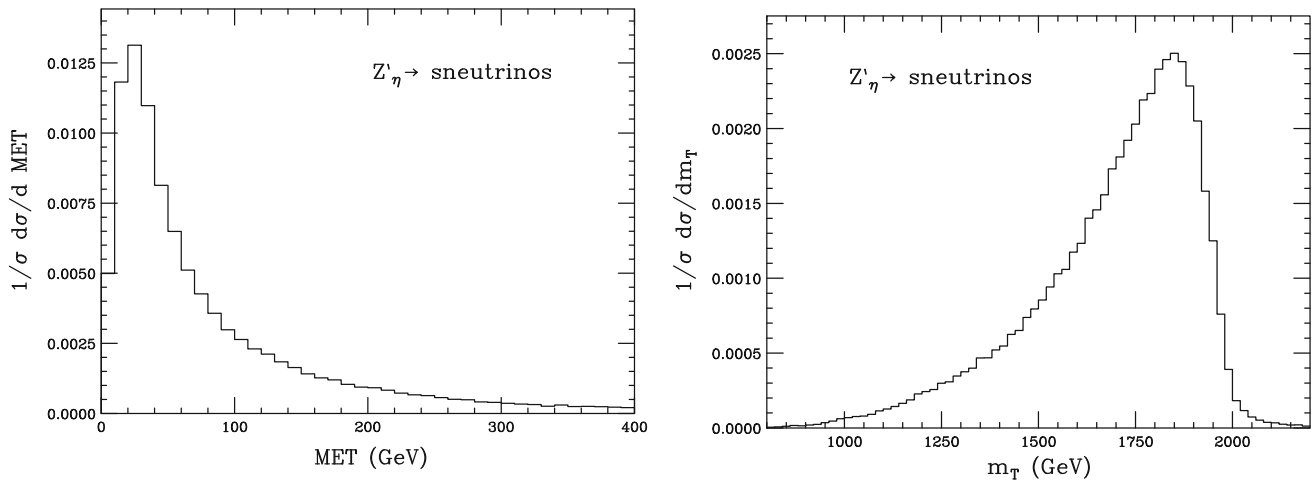 0.0125
0.0100
0.0075
0.0050
0.0025
0.0000
1/σ dσ/d MET
Z'η→ sneutrinos
0 100 200 300 400
MET (GeV)
0.0025
0.0020
0.0015
0.0010
0.0005
0.0000
1/σ dσ/dm_T
Z'η→ sneutrinos
1000 1250 1500 1750 2000
m_T (GeV)